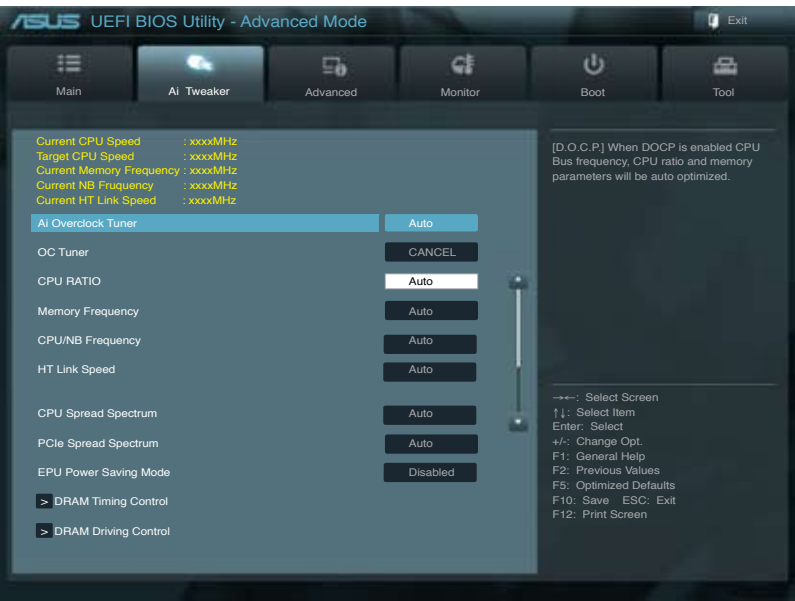 ASUS UEFI BIOS Utility - Advanced Mode
Exit
Main
Ai Tweaker
Advanced
Monitor
Boot
Tool
Current CPU Speed : xxxxMHz
Target CPU Speed : xxxxMHz
Current Memory Frequency : xxxxMHz
Current NB Fruquency : xxxxMHz
Current HT Link Speed : xxxxMHz
Ai Overclock Tuner Auto
OC Tuner CANCEL
CPU RATIO Auto
Memory Frequency Auto
CPU/NB Frequency Auto
HT Link Speed Auto
CPU Spread Spectrum Auto
PCIe Spread Spectrum Auto
EPU Power Saving Mode Disabled
> DRAM Timing Control
> DRAM Driving Control
[D.O.C.P.] When DOCP is enabled CPU
Bus frequency, CPU ratio and memory
parameters will be auto optimized.
→←: Select Screen
↑↓: Select Item
Enter: Select
+/-: Change Opt.
F1: General Help
F2: Previous Values
F5: Optimized Defaults
F10: Save ESC: Exit
F12: Print Screen